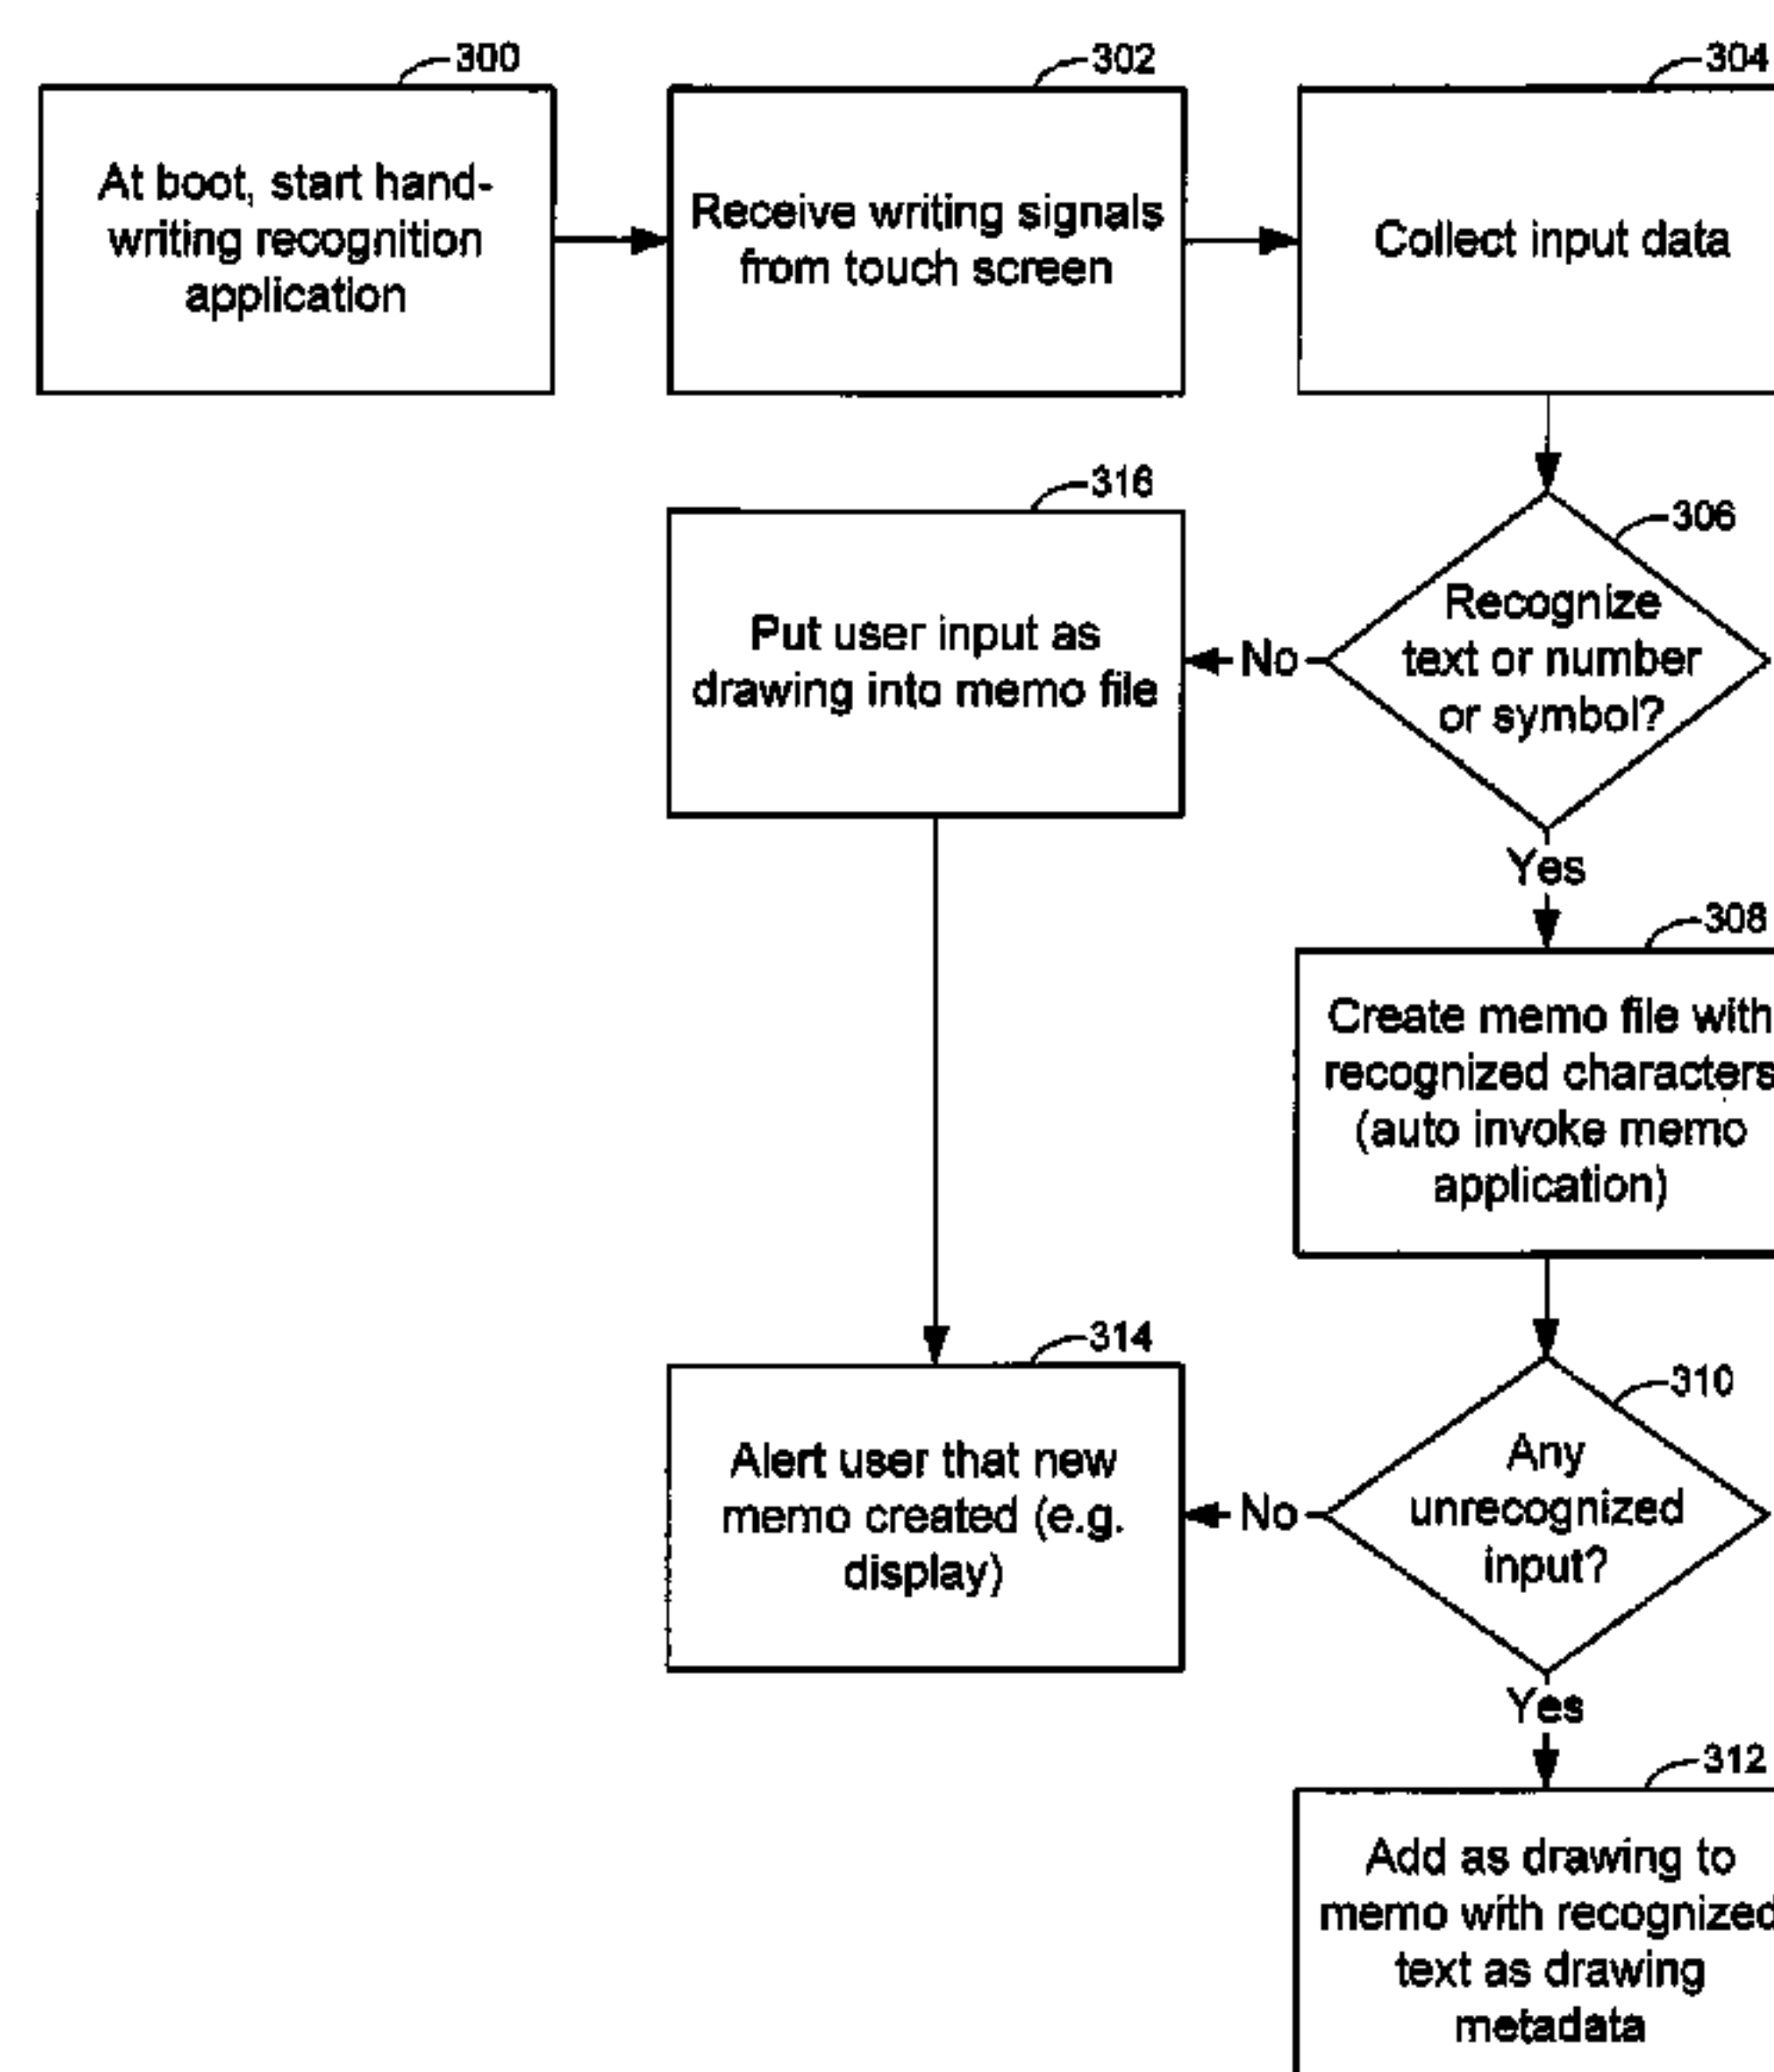 300
At boot, start hand-
writing recognition
application
302
Receive writing signals
from touch screen
304
Collect input data
306
Recognize
text or number
or symbol?
No
Yes
316
Put user input as
drawing into memo file
308
Create memo file with
recognized characters
(auto invoke memo
application)
310
Any
unrecognized
input?
No
Yes
314
Alert user that new
memo created (e.g.
display)
312
Add as drawing to
memo with recognized
text as drawing
metadata